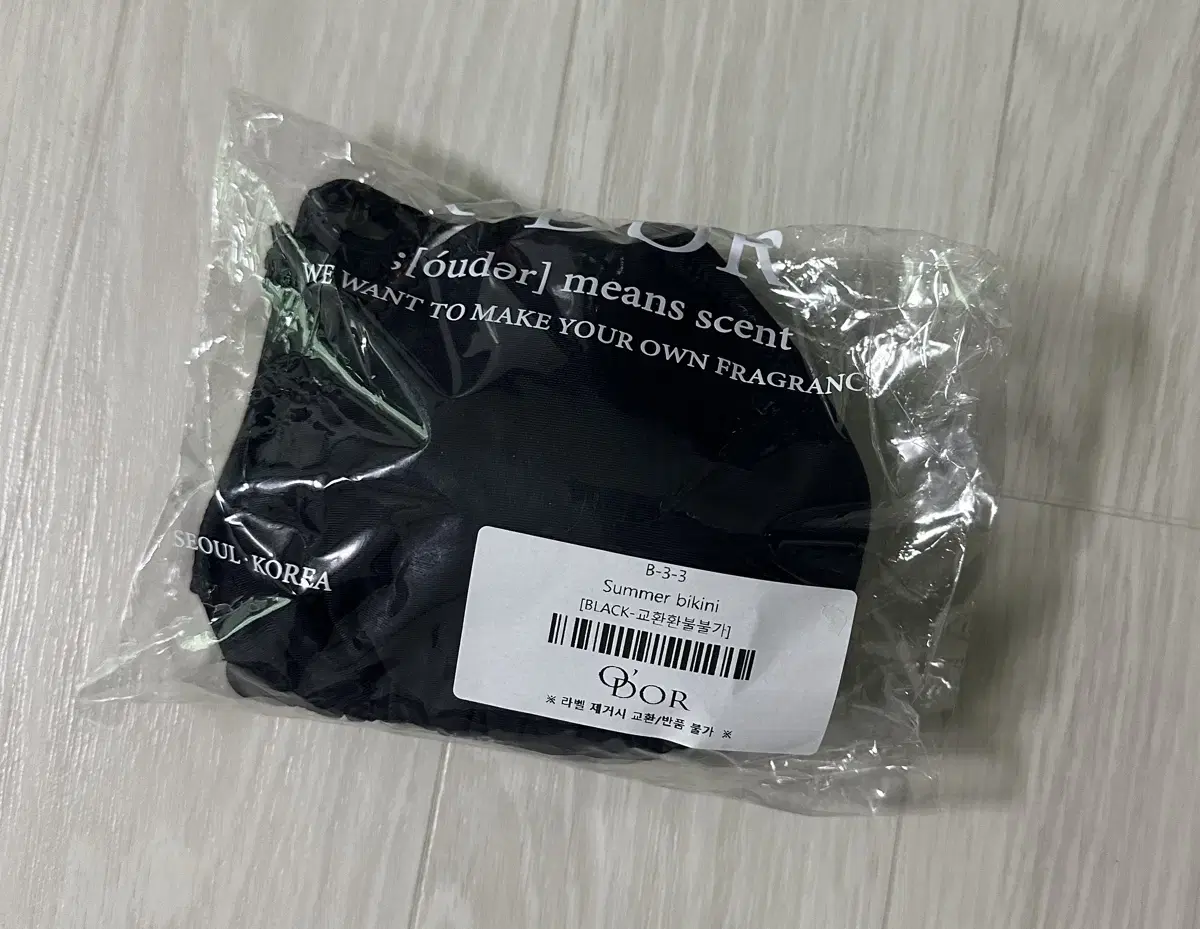 ;[óudər] means scent
WE WANT TO MAKE YOUR OWN FRAGRANC
SEOUL · KOREA
B-3-3
Summer bikini
[BLACK-교환환불불가]
O'DOR
※ 라벨 제거시 교환/반품 불가 ※